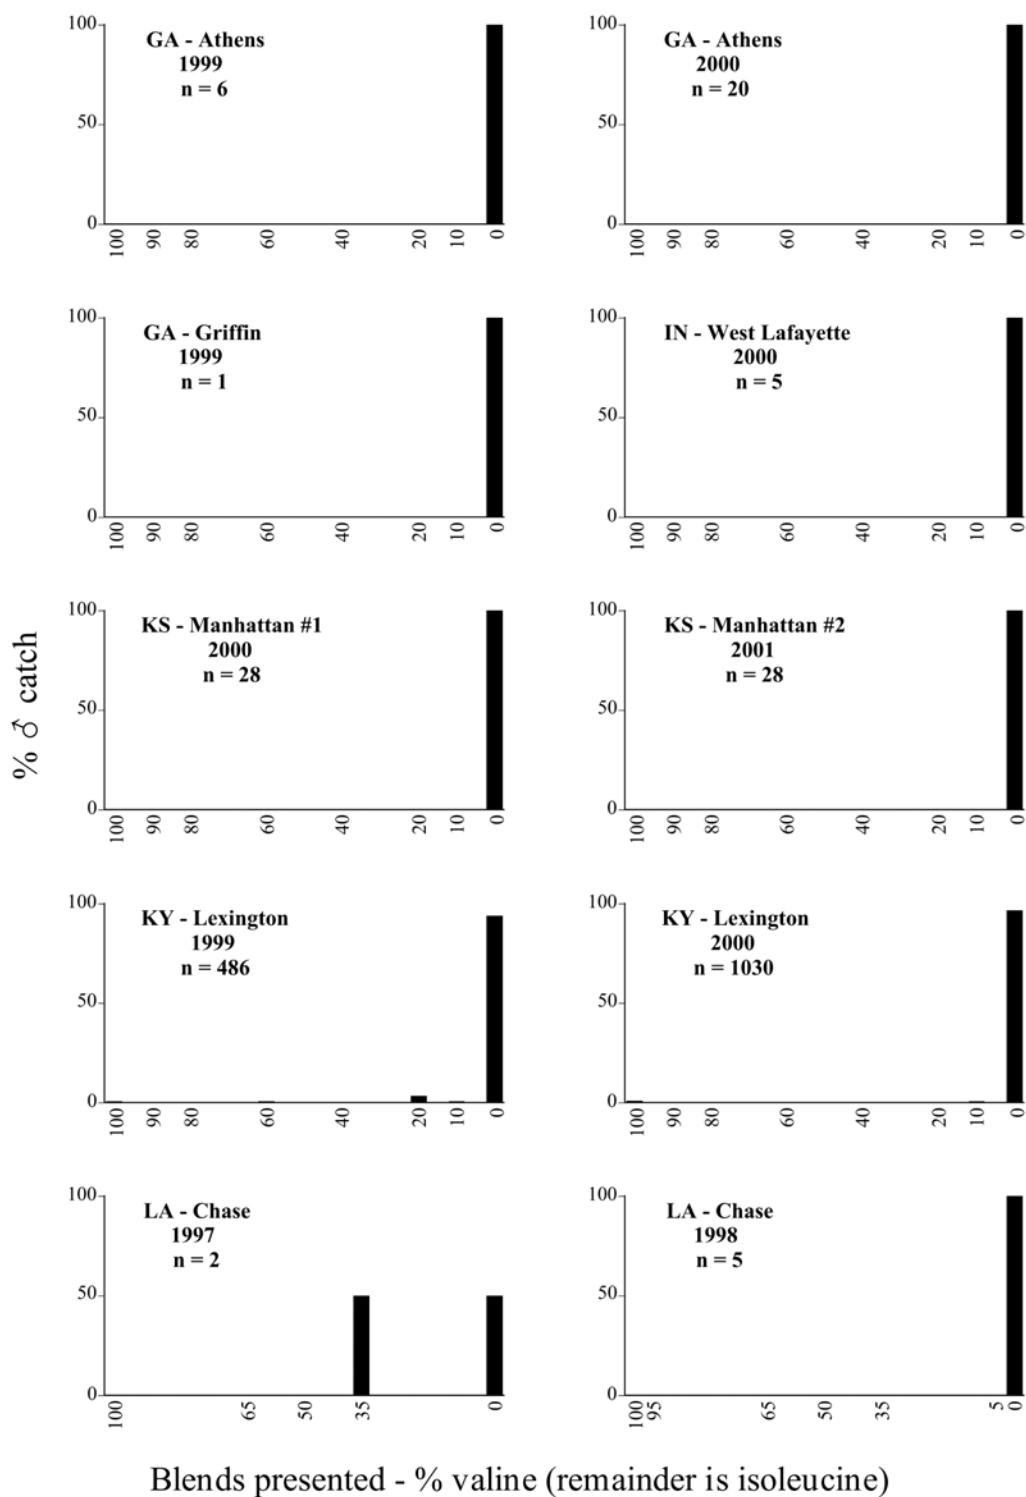 GA - Athens
1999
n = 6
100
50
0
100 90 80 60 40 20 10 0
GA - Athens
2000
n = 20
100
50
0
100 90 80 60 40 20 10 0
GA - Griffin
1999
n = 1
100
50
0
100 90 80 60 40 20 10 0
IN - West Lafayette
2000
n = 5
100
50
0
100 90 80 60 40 20 10 0
KS - Manhattan #1
2000
n = 28
100
50
0
100 90 80 60 40 20 10 0
KS - Manhattan #2
2001
n = 28
100
50
0
100 90 80 60 40 20 10 0
% ♂ catch
KY - Lexington
1999
n = 486
100
50
0
100 90 80 60 40 20 10 0
KY - Lexington
2000
n = 1030
100
50
0
100 90 80 60 40 20 10 0
LA - Chase
1997
n = 2
100
50
0
100 65 50 35 0
LA - Chase
1998
n = 5
100
50
0
100 95 65 50 35 5 0
Blends presented - % valine (remainder is isoleucine)